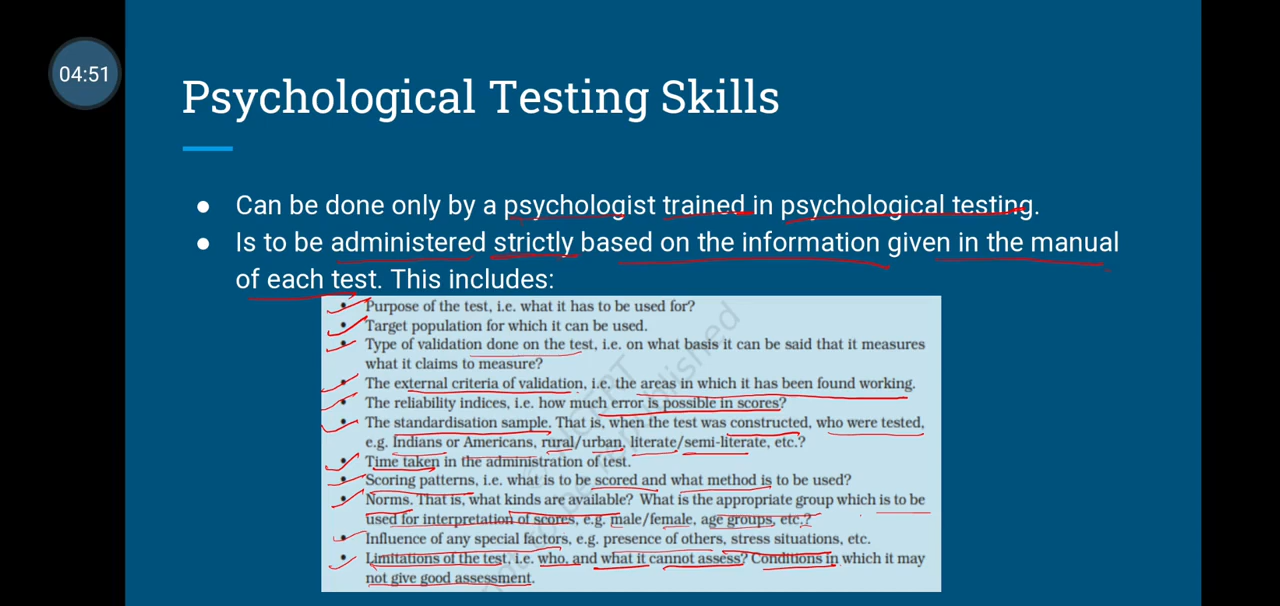 04:51
Psychological Testing Skills
● Can be done only by a psychologist trained in psychological testing.
● Is to be administered strictly based on the information given in the manual
of each test. This includes:
• Purpose of the test, i.e. what it has to be used for?
• Target population for which it can be used.
• Type of validation done on the test, i.e. on what basis it can be said that it measures
what it claims to measure?
• The external criteria of validation, i.e. the areas in which it has been found working.
• The reliability indices, i.e. how much error is possible in scores?
• The standardisation sample. That is, when the test was constructed, who were tested,
e.g. Indians or Americans, rural/urban, literate/semi-literate, etc.?
• Time taken in the administration of test.
• Scoring patterns, i.e. what is to be scored and what method is to be used?
• Norms. That is, what kinds are available? What is the appropriate group which is to be
used for interpretation of scores, e.g. male/female, age groups, etc.?
• Influence of any special factors, e.g. presence of others, stress situations, etc.
• Limitations of the test, i.e. who, and what it cannot assess? Conditions in which it may
not give good assessment.